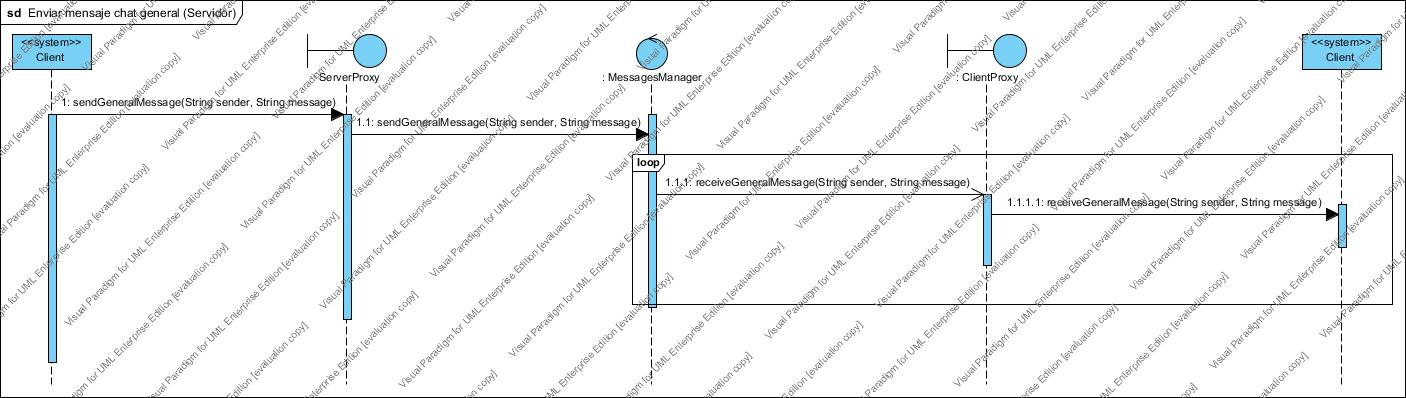 sd Enviar mensaje chat general (Servidor)
<<system>>
Client
: ServerProxy
: MessagesManager
: ClientProxy
<<system>>
Client
1: sendGeneralMessage(String sender, String message)
1.1: sendGeneralMessage(String sender, String message)
loop
1.1.1: receiveGeneralMessage(String sender, String message)
1.1.1.1: receiveGeneralMessage(String sender, String message)
Visual Paradigm for UML Enterprise Edition [evaluation copy]